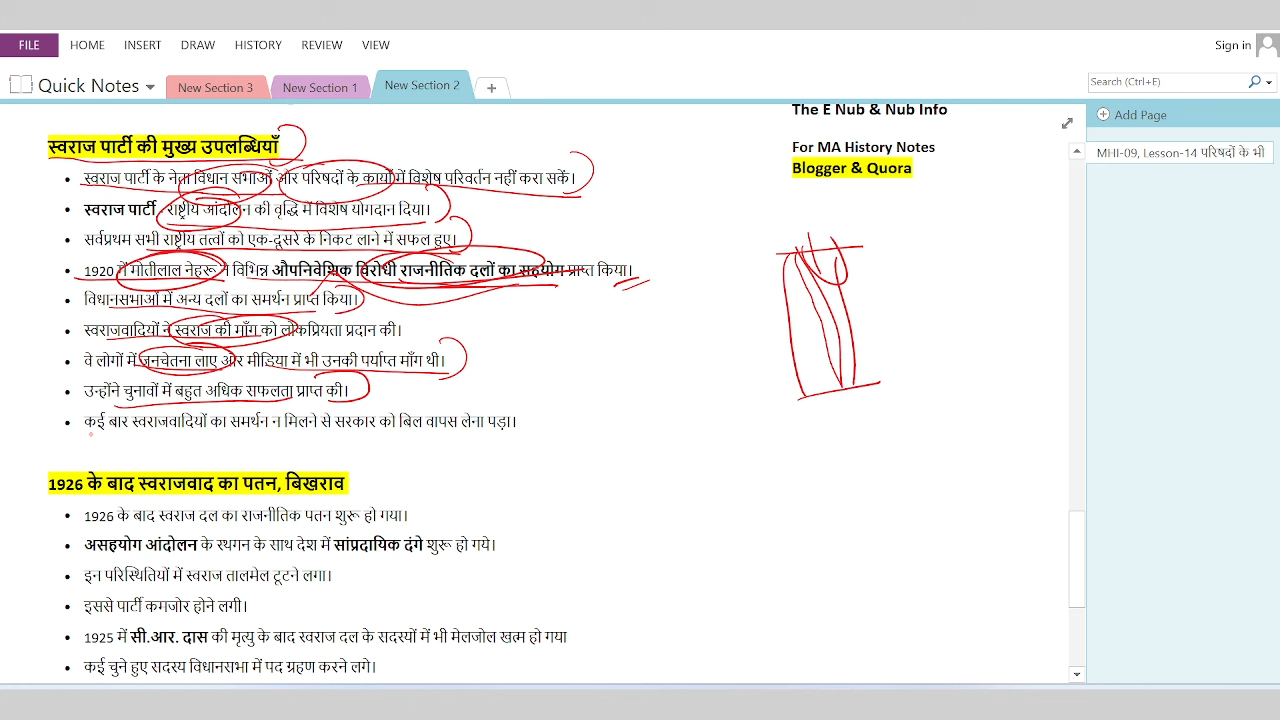 FILE HOME INSERT DRAW HISTORY REVIEW VIEW Sign in
Quick Notes New Section 3 New Section 1 New Section 2 Search (Ctrl+E)
The E Nub & Nub Info
Add Page
For MA History Notes
MHI-09, Lesson-14 परिषदों के भी
Blogger & Quora
स्वराज पार्टी की मुख्य उपलब्धियाँ
स्वराज पार्टी के नेता विधान सभाओं और परिषदों के कार्यों में विशेष परिवर्तन नहीं करा सकें।
स्वराज पार्टी राष्ट्रीय आंदोलन की वृद्धि में विशेष योगदान दिया।
सर्वप्रथम सभी राष्ट्रीय तत्वों को एक-दूसरे के निकट लाने में सफल हुए।
1920 में मोतीलाल नेहरू ने विभिन्न औपनिवेशिक विरोधी राजनीतिक दलों का सहयोग प्राप्त किया।
विधानसभाओं में अन्य दलों का समर्थन प्राप्त किया।
स्वराजवादियों ने स्वराज की माँग को लोकप्रियता प्रदान की।
वे लोगों में जनचेतना लाए और मीडिया में भी उनकी पर्याप्त माँग थी।
उन्होंने चुनावों में बहुत अधिक सफलता प्राप्त की।
कई बार स्वराजवादियों का समर्थन न मिलने से सरकार को बिल वापस लेना पड़ा।
1926 के बाद स्वराजवाद का पतन, बिखराव
1926 के बाद स्वराज दल का राजनीतिक पतन शुरू हो गया।
असहयोग आंदोलन के स्थगन के साथ देश में सांप्रदायिक दंगे शुरू हो गये।
इन परिस्थितियों में स्वराज तालमेल टूटने लगा।
इससे पार्टी कमजोर होने लगी।
1925 में सी.आर. दास की मृत्यु के बाद स्वराज दल के सदस्यों में भी मेलजोल खत्म हो गया
कई चुने हुए सदस्य विधानसभा में पद ग्रहण करने लगे।